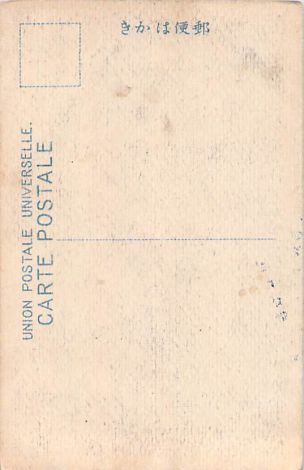 郵便はかき
UNION POSTALE UNIVERSELLE.
CARTE POSTALE